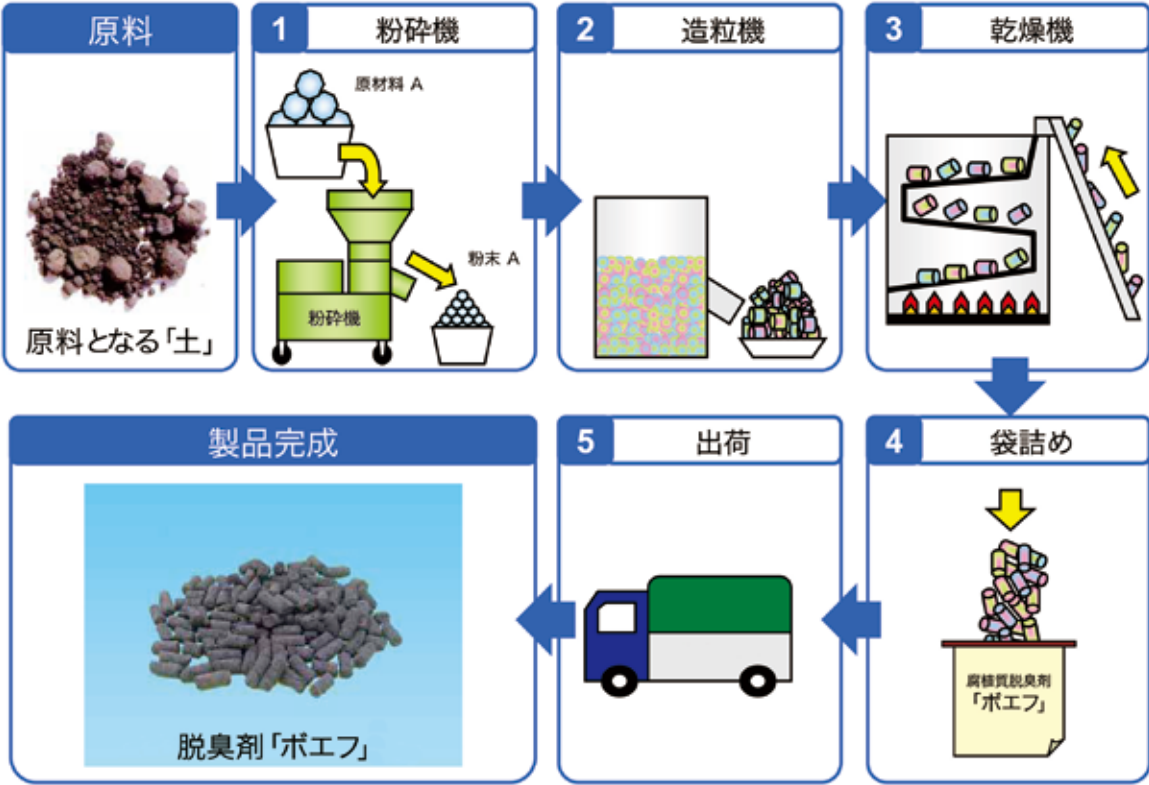 原料
原料となる「土」
1 粉砕機
原材料 A
粉砕機
粉末 A
2 造粒機
3 乾燥機
4 袋詰め
腐植質脱臭剤
「ボエフ」
5 出荷
製品完成
脱臭剤「ボエフ」